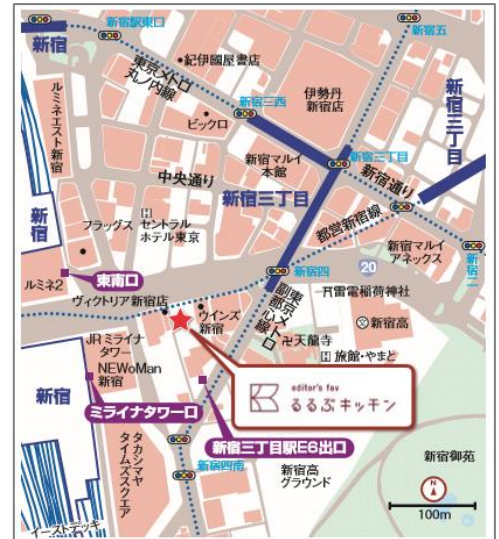 新宿
新宿駅東口
新宿五
紀伊國屋書店
東京メトロ
丸ノ内線
新宿三西
伊勢丹
新宿店
新宿三丁目
ルミネエスト新宿
ビックロ
新宿マルイ
本館
新宿三丁目
新宿通り
中央通り
新宿三丁目
都営新宿線
新宿
フラッグス
H セントラル
ホテル東京
新宿マルイ
アネックス
新宿二
ルミネ2
東南口
新宿四
20
ヴィクトリア新宿店
ウインズ
新宿
東京メトロ
副都心線
雷電稲荷神社
文 新宿高
卍天龍寺
H 旅館・やまと
JR ミライナ
タワー
NEWoMan
新宿
新宿
ミライナタワー口
editor's fav
るるぶキッチン
新宿三丁目駅E6出口
タカシマヤ
タイムズスクエア
新宿四南
新宿高
グラウンド
新宿御苑
N
100m
イーストデッキ